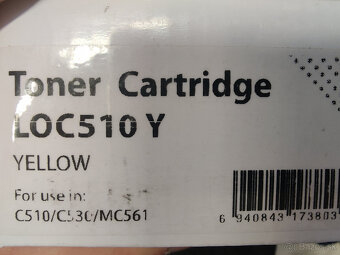 Toner Cartridge
LOC510 Y
YELLOW
For use in:
C510/C530/MC561
6 940843 173803